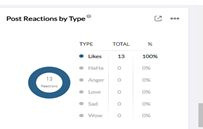 Post Reactions by Type
TYPE TOTAL %
Likes 13 100%
HaHa 0 0%
Anger 0 0%
Love 0 0%
Sad 0 0%
Wow 0 0%
13
Reactions